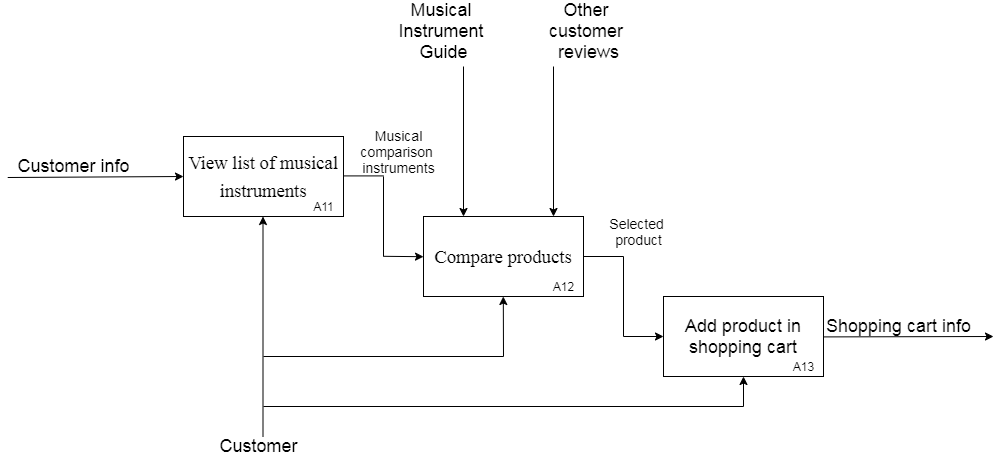 Musical
Instrument
Guide
Other
customer
reviews
Customer info
View list of musical
instruments
A11
Musical
comparison
instruments
Compare products
A12
Selected
product
Add product in
shopping cart
A13
Shopping cart info
Customer